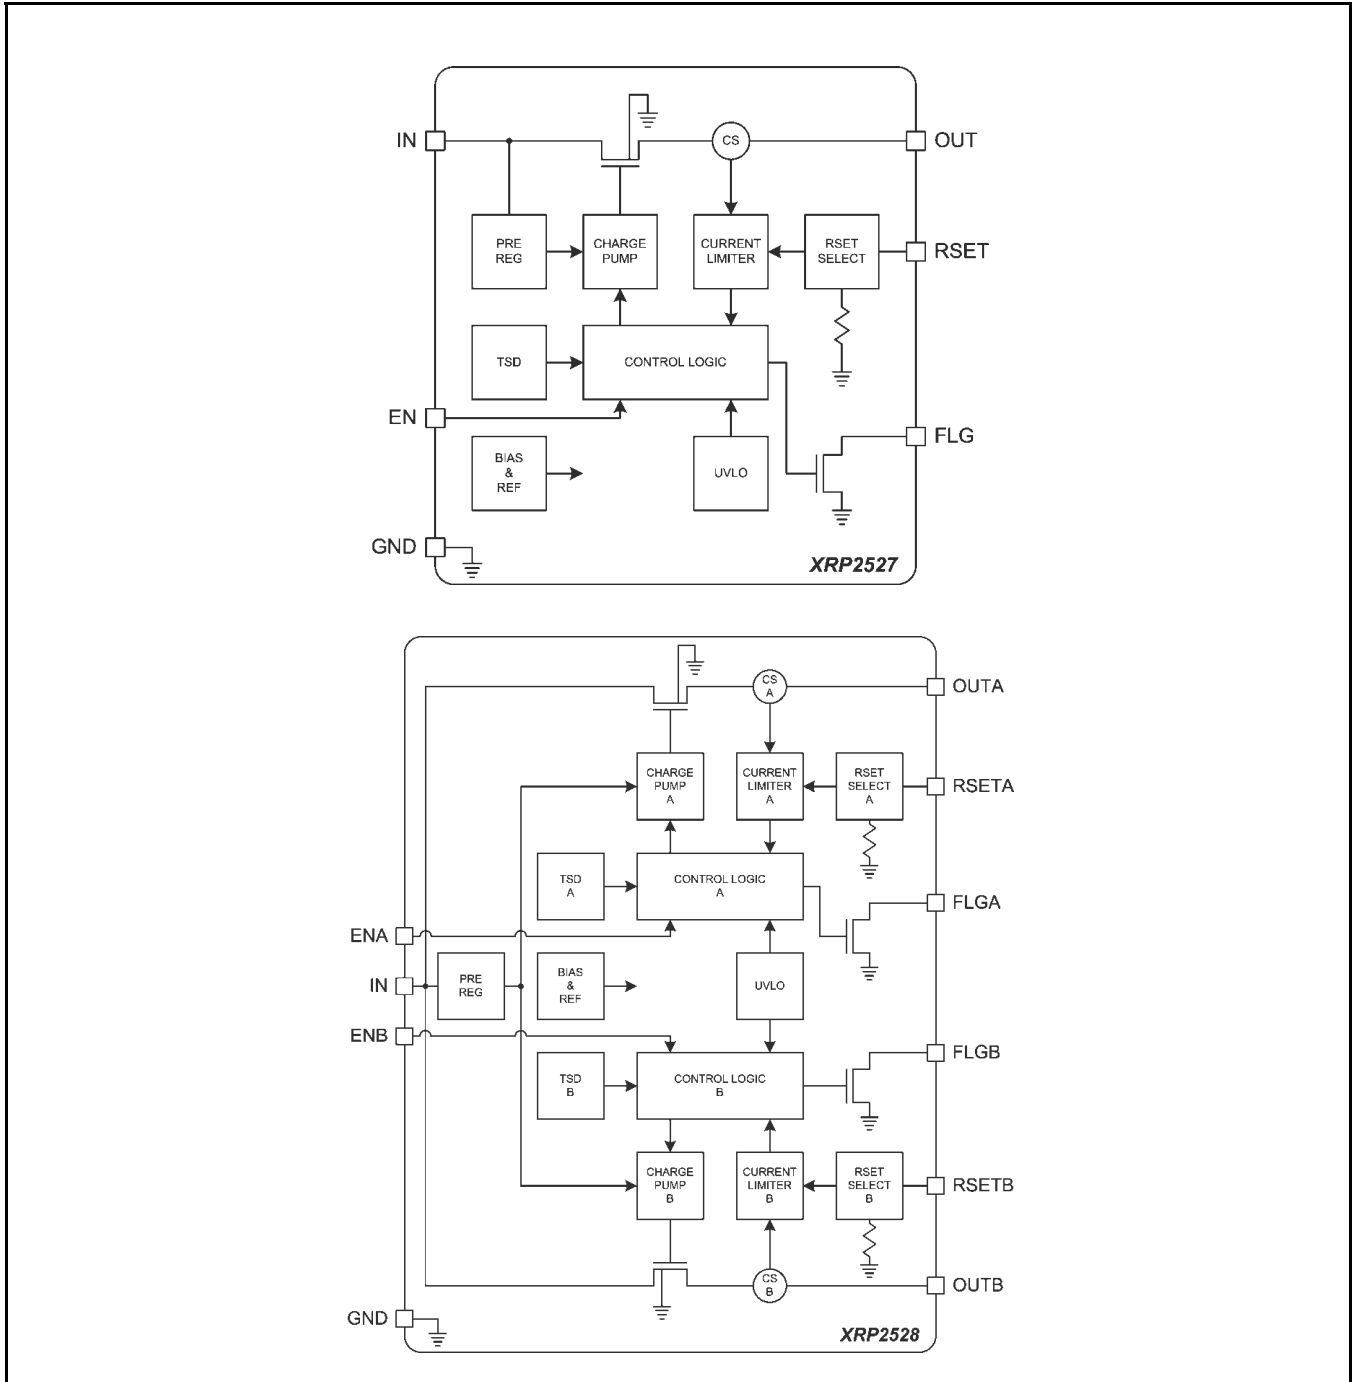 IN
CS
OUT
PRE
REG
CHARGE
PUMP
CURRENT
LIMITER
RSET
SELECT
RSET
TSD
CONTROL LOGIC
EN
FLG
BIAS
&
REF
UVLO
GND
XRP2527
CS
A
OUTA
CHARGE
PUMP
A
CURRENT
LIMITER
A
RSET
SELECT
A
RSETA
TSD
A
CONTROL LOGIC
A
FLGA
ENA
IN
PRE
REG
BIAS
&
REF
UVLO
ENB
FLGB
TSD
B
CONTROL LOGIC
B
CHARGE
PUMP
B
CURRENT
LIMITER
B
RSET
SELECT
B
RSETB
CS
B
OUTB
GND
XRP2528